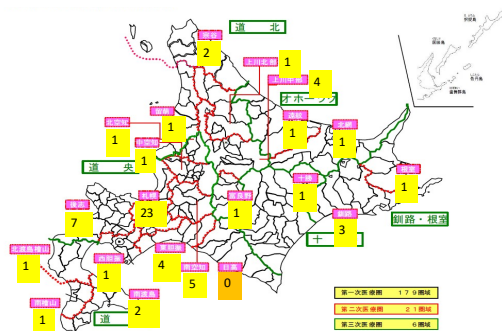 道 北
宗谷
2
上川北部
1
上川中部
4
オホーツク
留萌
1
北空知
1
中空知
1
遠紋
1
北網
1
道 央
根室
1
後志
7
札幌
23
富良野
1
十勝
1
釧路
3
釧路・根室
北渡島檜山
1
西胆振
1
東胆振
4
南空知
5
日高
0
十
南檜山
1
南渡島
2
道
第一次医療圏 179圏域
第二次医療圏 21圏域
第三次医療圏 6圏域